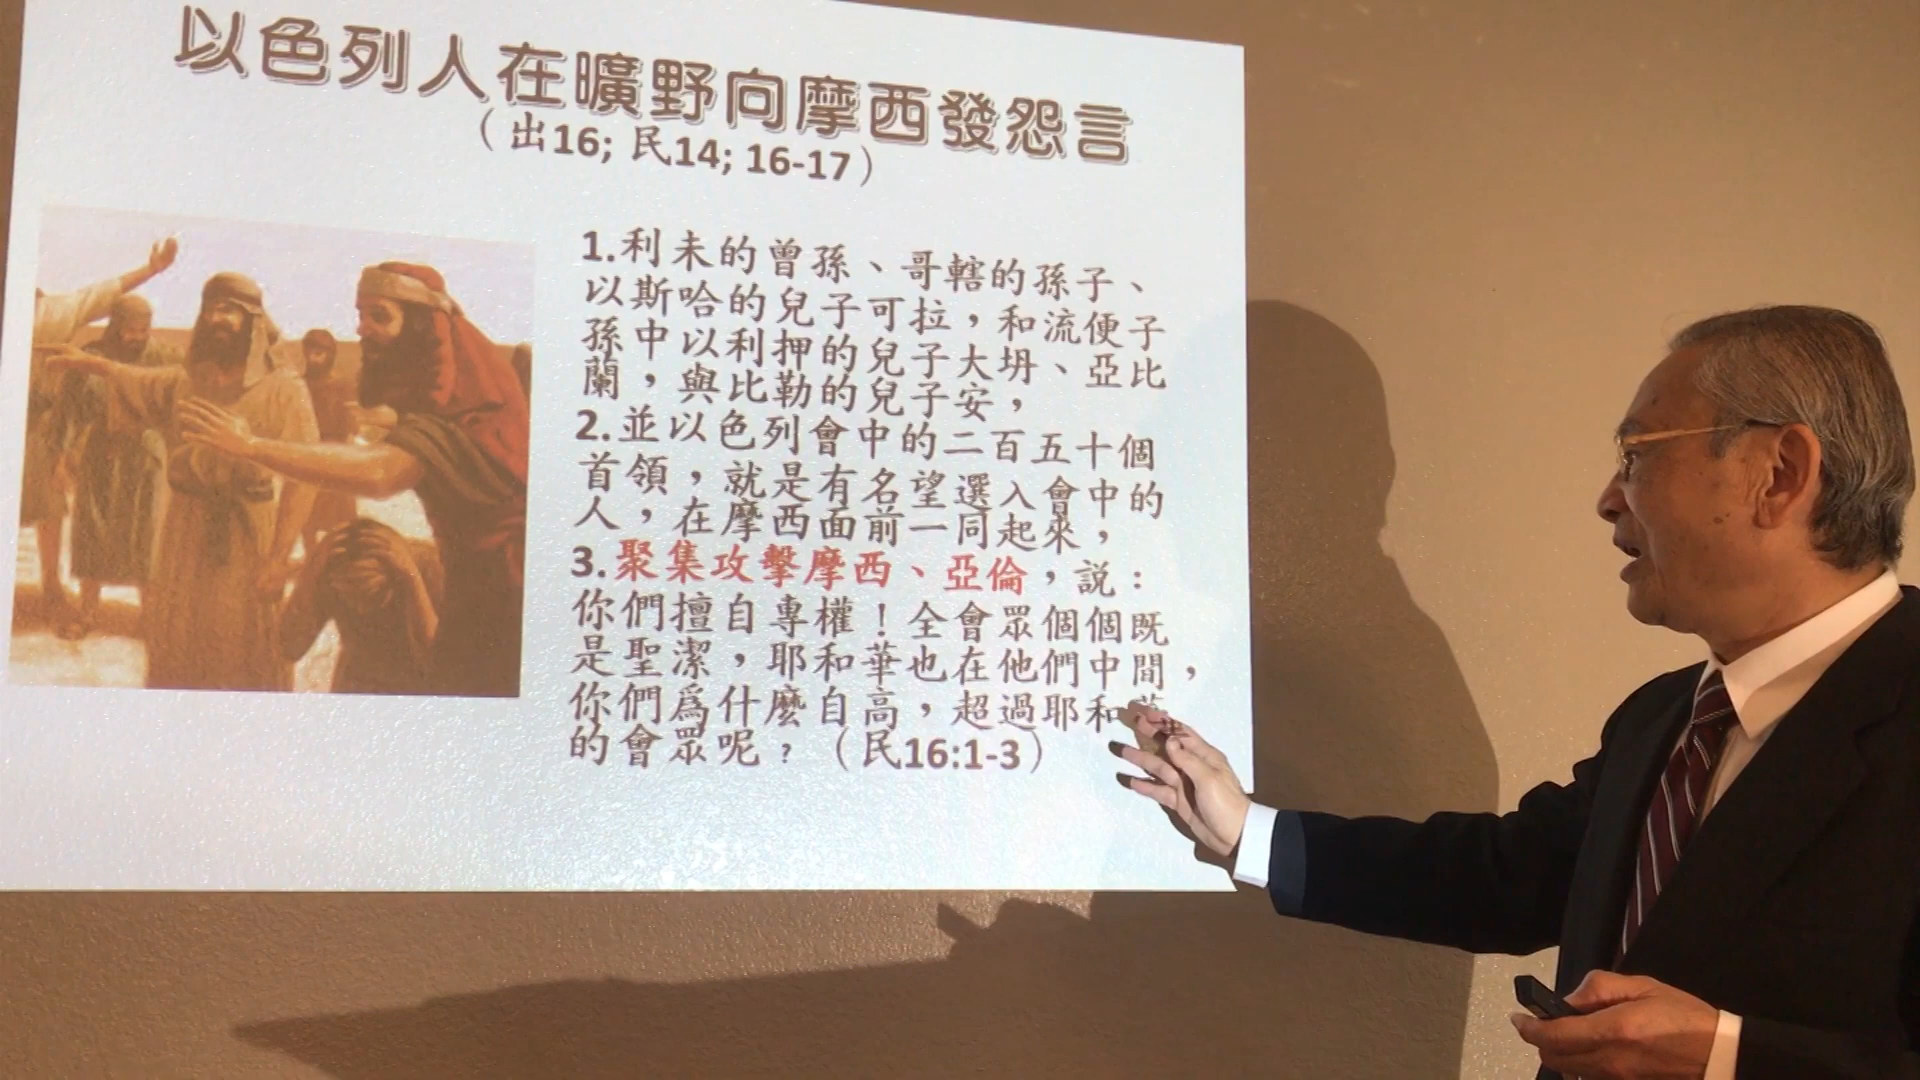 以色列人在曠野向摩西發怨言
（出16; 民14; 16-17）
1.利未的曾孫、哥轄的孫子、
以斯哈的兒子可拉，和流便子
孫中以利押的兒子大坍、亞比
蘭，與比勒的兒子安，
2.並以色列會中的二百五十個
首領，就是有名望選入會中的
人，在摩西面前一同起來，
3.聚集攻擊摩西、亞倫，説：
你們擅自專權！全會眾個個既
是聖潔，耶和華也在他們中間，
你們爲什麼自高，超過耶和華
的會眾呢？（民16:1-3）